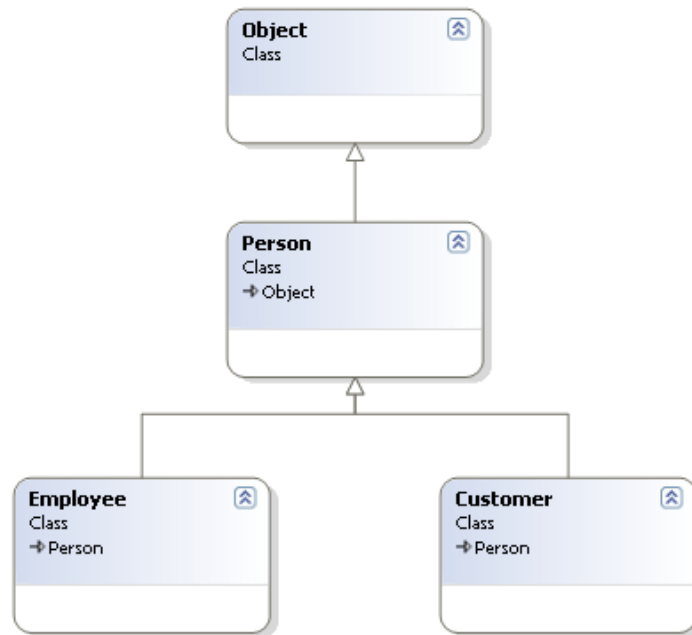 Object
Class
Person
Class
Object
Employee
Class
Person
Customer
Class
Person